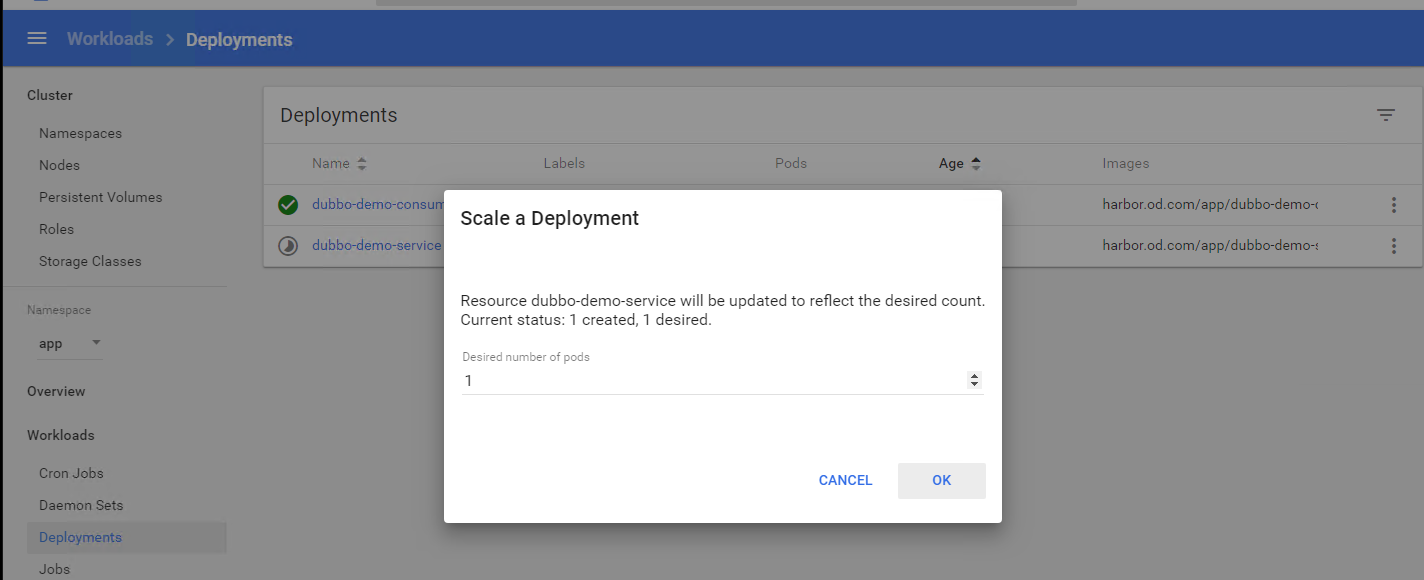 Workloads > Deployments
Cluster
Namespaces
Nodes
Persistent Volumes
Roles
Storage Classes
Namespace
app
Overview
Workloads
Cron Jobs
Daemon Sets
Deployments
Jobs
Deployments
Name Labels Pods Age Images
dubbo-demo-consum harbor.od.com/app/dubbo-demo-c
dubbo-demo-service harbor.od.com/app/dubbo-demo-s
Scale a Deployment
Resource dubbo-demo-service will be updated to reflect the desired count.
Current status: 1 created, 1 desired.
Desired number of pods
1
CANCEL OK